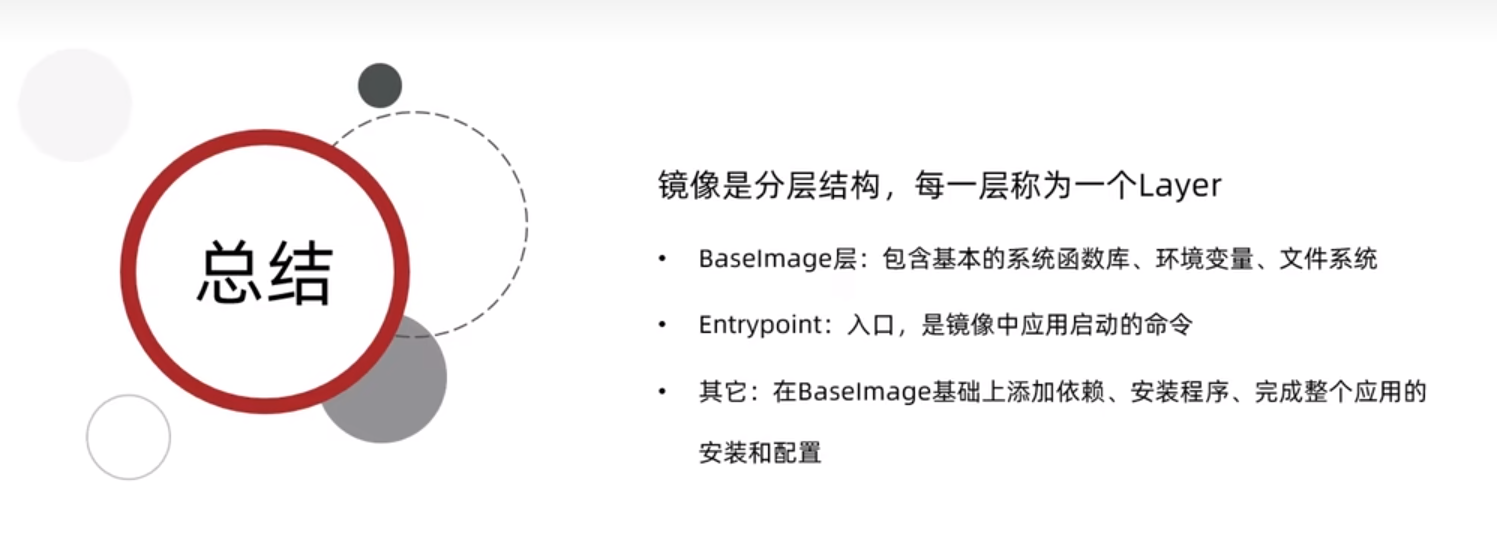 总结
镜像是分层结构，每一层称为一个Layer
• BaseImage层：包含基本的系统函数库、环境变量、文件系统
• Entrypoint：入口，是镜像中应用启动的命令
• 其它：在BaseImage基础上添加依赖、安装程序、完成整个应用的
安装和配置